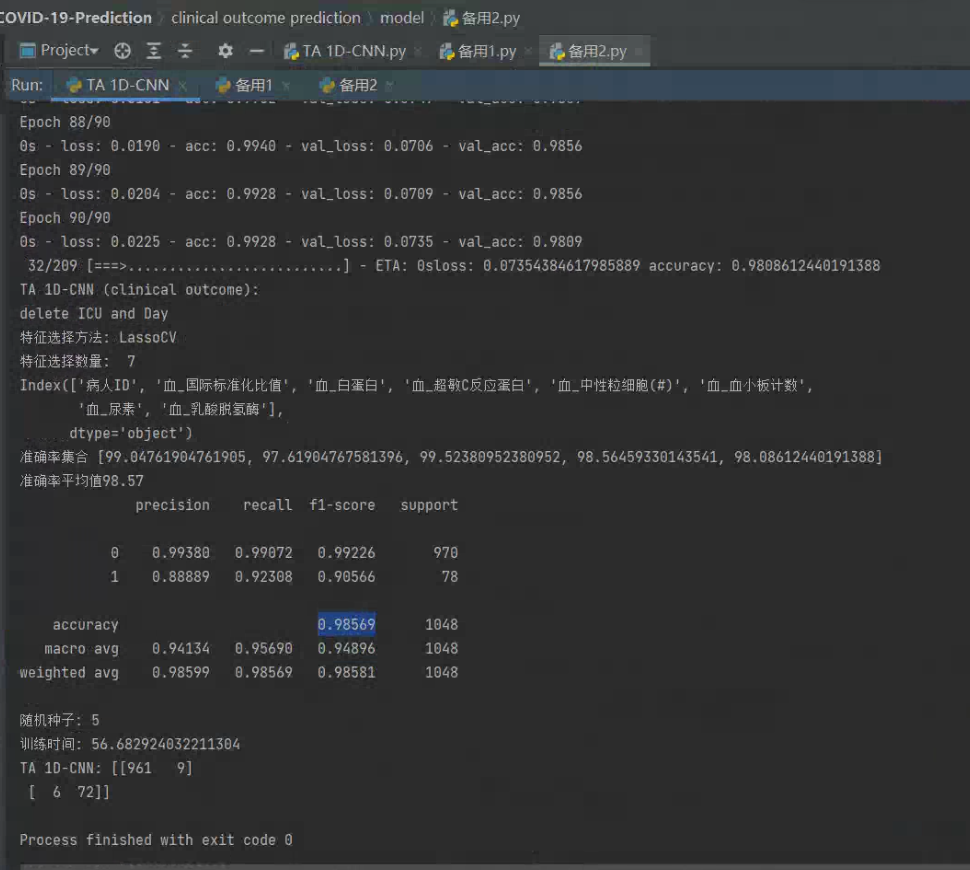 COVID-19-Prediction clinical outcome prediction model 备用2.py
Project TA 1D-CNN.py 备用1.py 备用2.py
Run: TA 1D-CNN 备用1 备用2
Epoch 88/90
0s - loss: 0.0190 - acc: 0.9940 - val_loss: 0.0706 - val_acc: 0.9856
Epoch 89/90
0s - loss: 0.0204 - acc: 0.9928 - val_loss: 0.0709 - val_acc: 0.9856
Epoch 90/90
0s - loss: 0.0225 - acc: 0.9928 - val_loss: 0.0735 - val_acc: 0.9809
32/209 [===>..........................] - ETA: 0sloss: 0.07354384617985889 accuracy: 0.9808612440191388
TA 1D-CNN (clinical outcome):
delete ICU and Day
特征选择方法: LassoCV
特征选择数量: 7
Index(['病人ID', '血_国际标准化比值', '血_白蛋白', '血_超敏C反应蛋白', '血_中性粒细胞(#)', '血_血小板计数',
'血_尿素', '血_乳酸脱氢酶'],
dtype='object')
准确率集合 [99.04761904761905, 97.61904767581396, 99.52380952380952, 98.56459330143541, 98.08612440191388]
准确率平均值98.57
precision recall f1-score support
0 0.99380 0.99072 0.99226 970
1 0.88889 0.92308 0.90566 78
accuracy 0.98569 1048
macro avg 0.94134 0.95690 0.94896 1048
weighted avg 0.98599 0.98569 0.98581 1048
随机种子: 5
训练时间: 56.682924032211304
TA 1D-CNN: [[961 9]
[ 6 72]]
Process finished with exit code 0